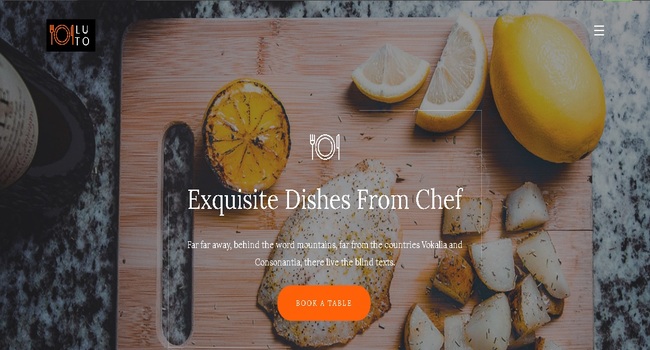 LU
TO
Exquisite Dishes From Chef
Far far away, behind the word mountains, far from the countries Vokalia and
Consonantia, there live the blind texts.
BOOK A TABLE